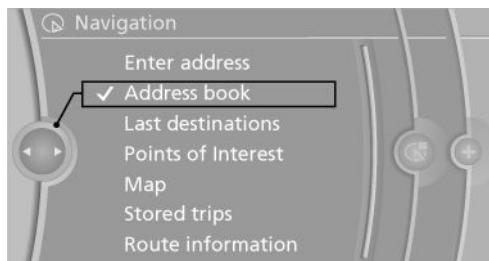 Navigation
Enter address
Address book
Last destinations
Points of Interest
Map
Stored trips
Route information